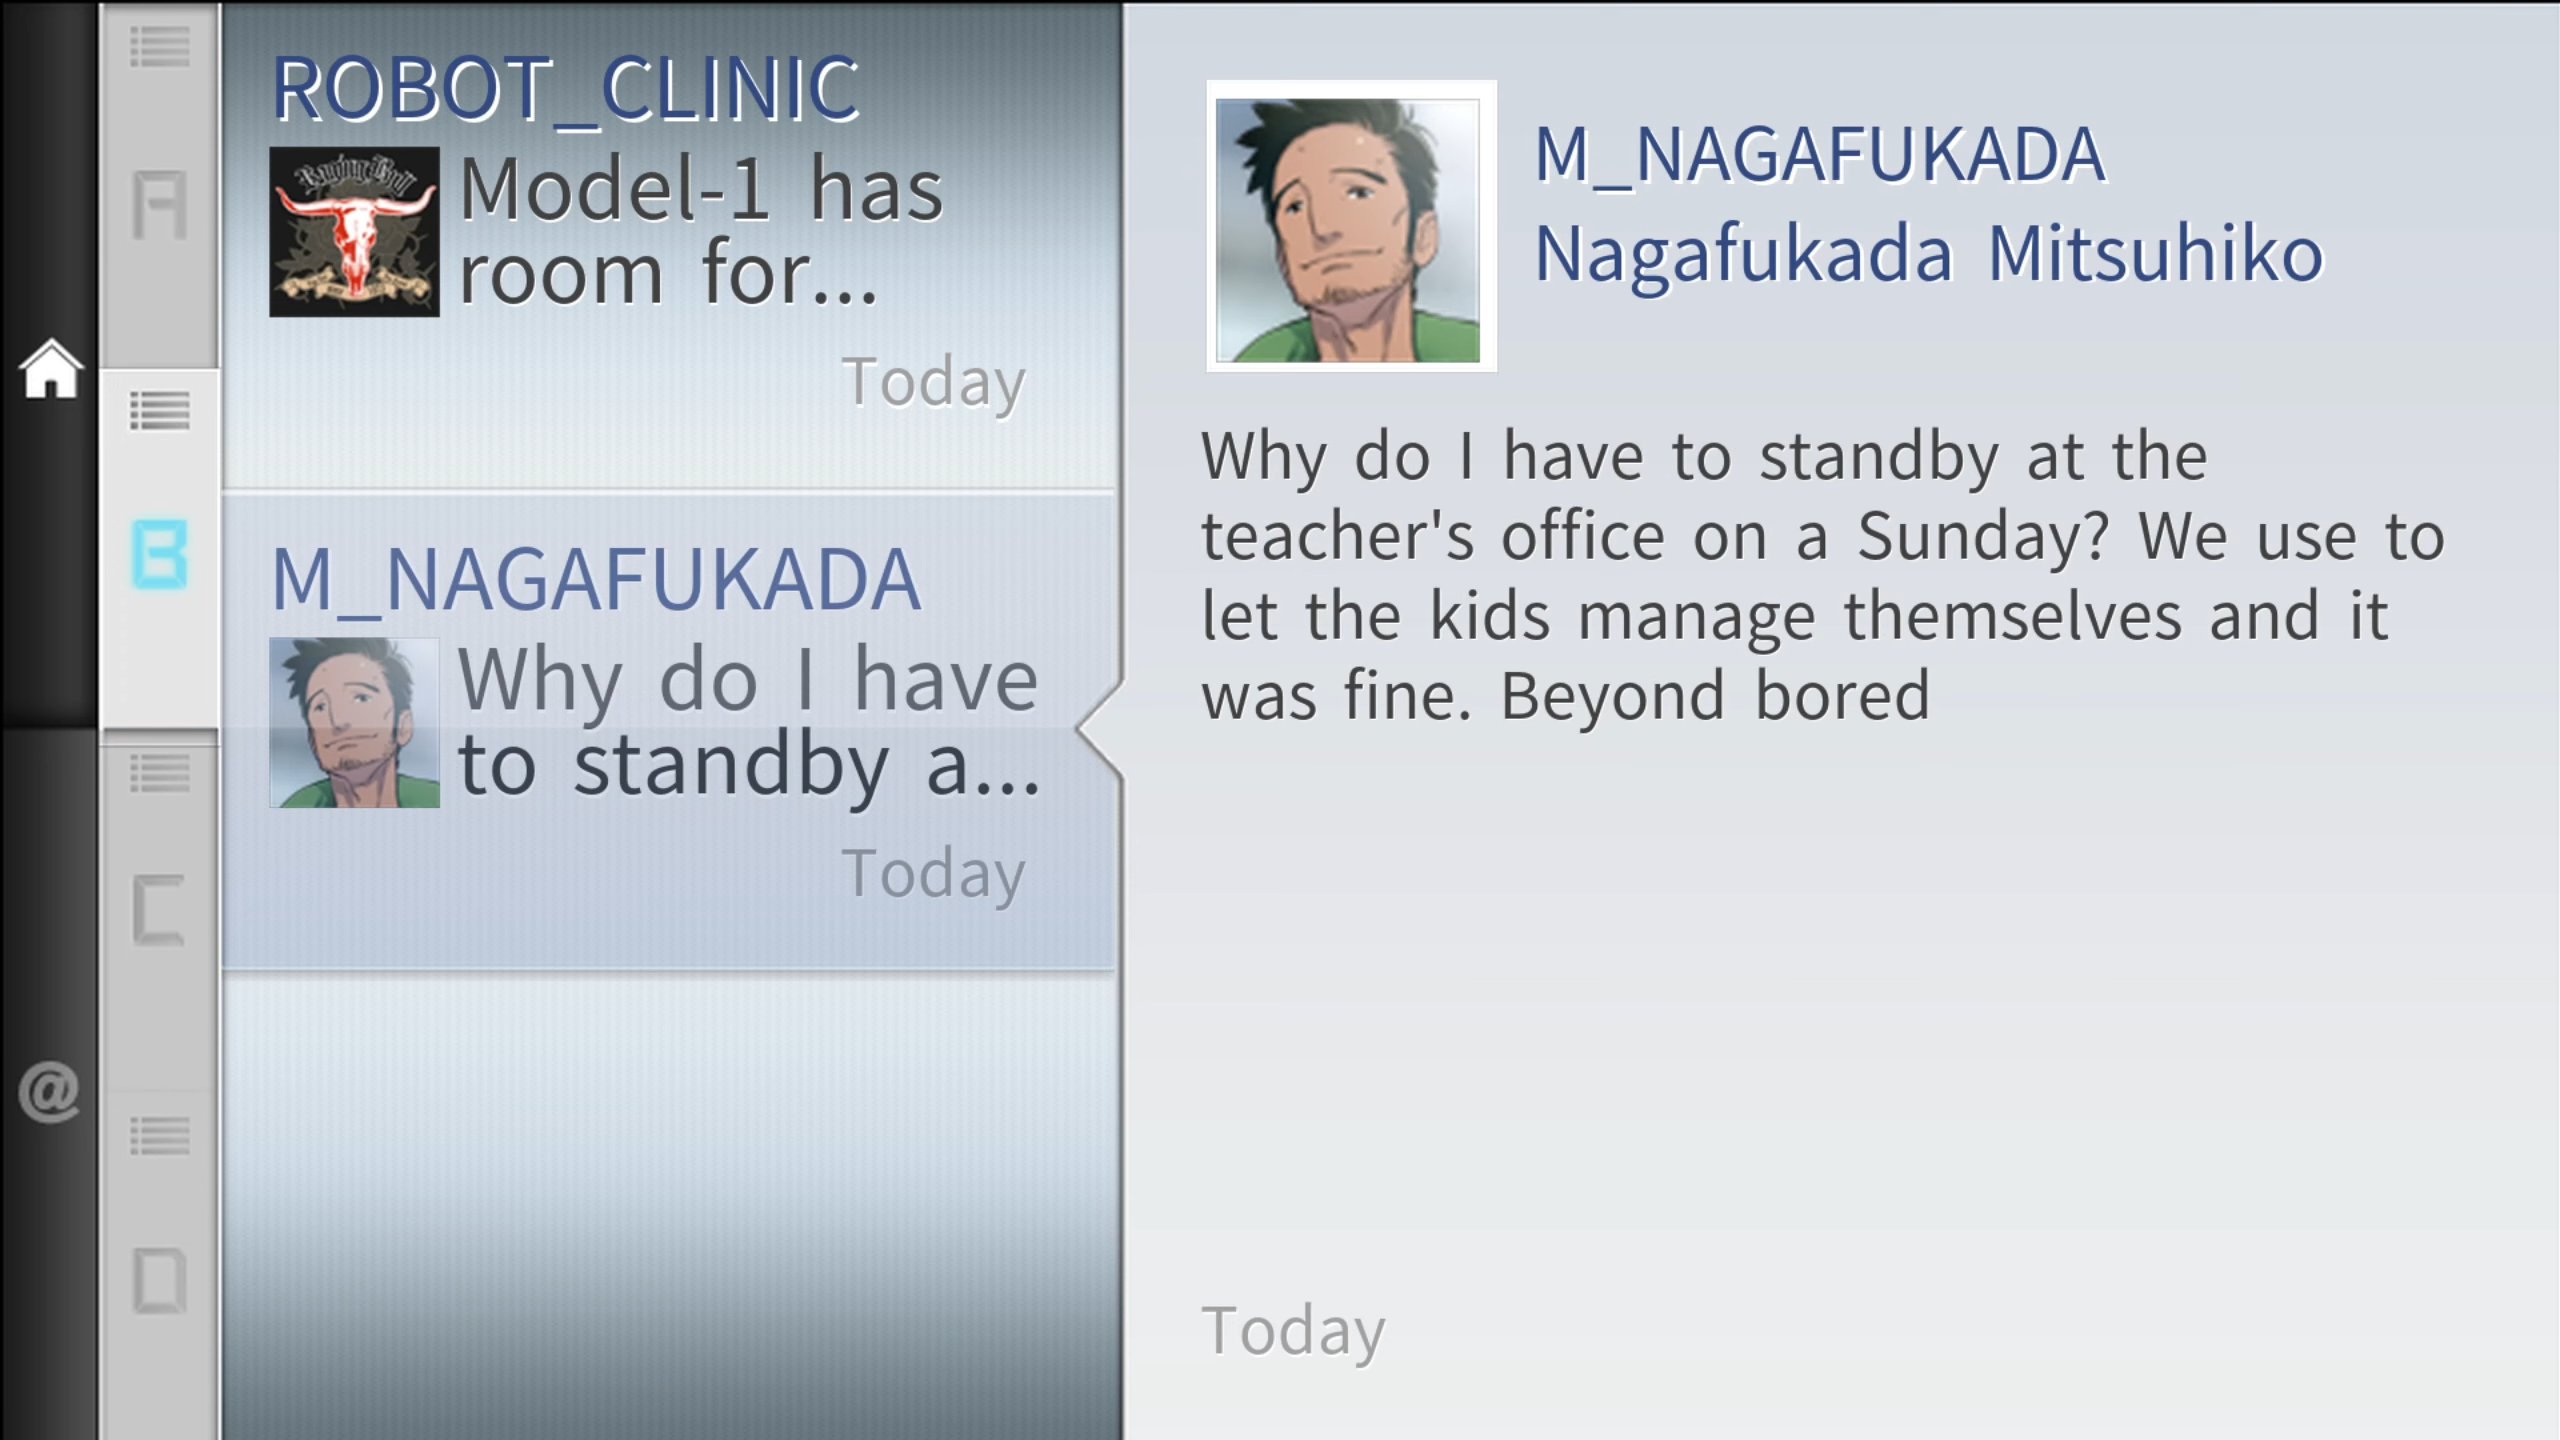 A
B
C
D
@
ROBOT_CLINIC
Raging Bull
Model-1 has
room for...
Today
M_NAGAFUKADA
Why do I have
to standby a...
Today
M_NAGAFUKADA
Nagafukada Mitsuhiko
Why do I have to standby at the
teacher's office on a Sunday? We use to
let the kids manage themselves and it
was fine. Beyond bored
Today